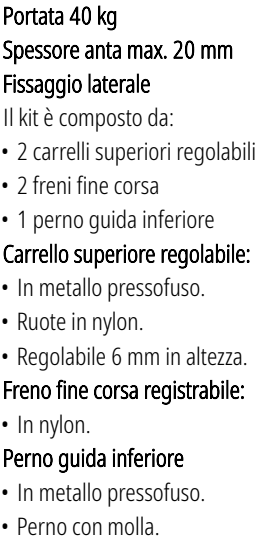 Portata 40 kg
Spessore anta max. 20 mm
Fissaggio laterale
Il kit è composto da:
• 2 carrelli superiori regolabili
• 2 freni fine corsa
• 1 perno guida inferiore
Carrello superiore regolabile:
• In metallo pressofuso.
• Ruote in nylon.
• Regolabile 6 mm in altezza.
Freno fine corsa registrabile:
• In nylon.
Perno guida inferiore
• In metallo pressofuso.
• Perno con molla.